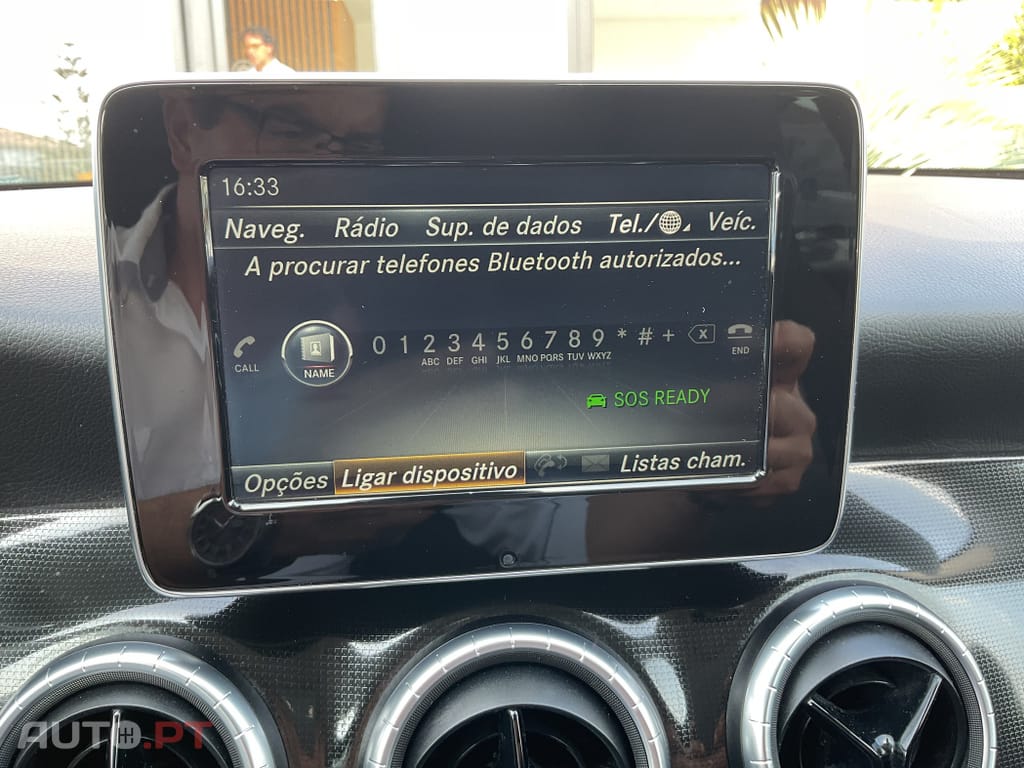 16:33
Naveg. Rádio Sup. de dados Tel./ Veíc.
A procurar telefones Bluetooth autorizados...
0 1 2 3 4 5 6 7 8 9 * # +
CALL NAME ABC DEF GHI JKL MNO PQRS TUV WXYZ END
SOS READY
Opções Ligar dispositivo Listas cham.
AUTO.PT